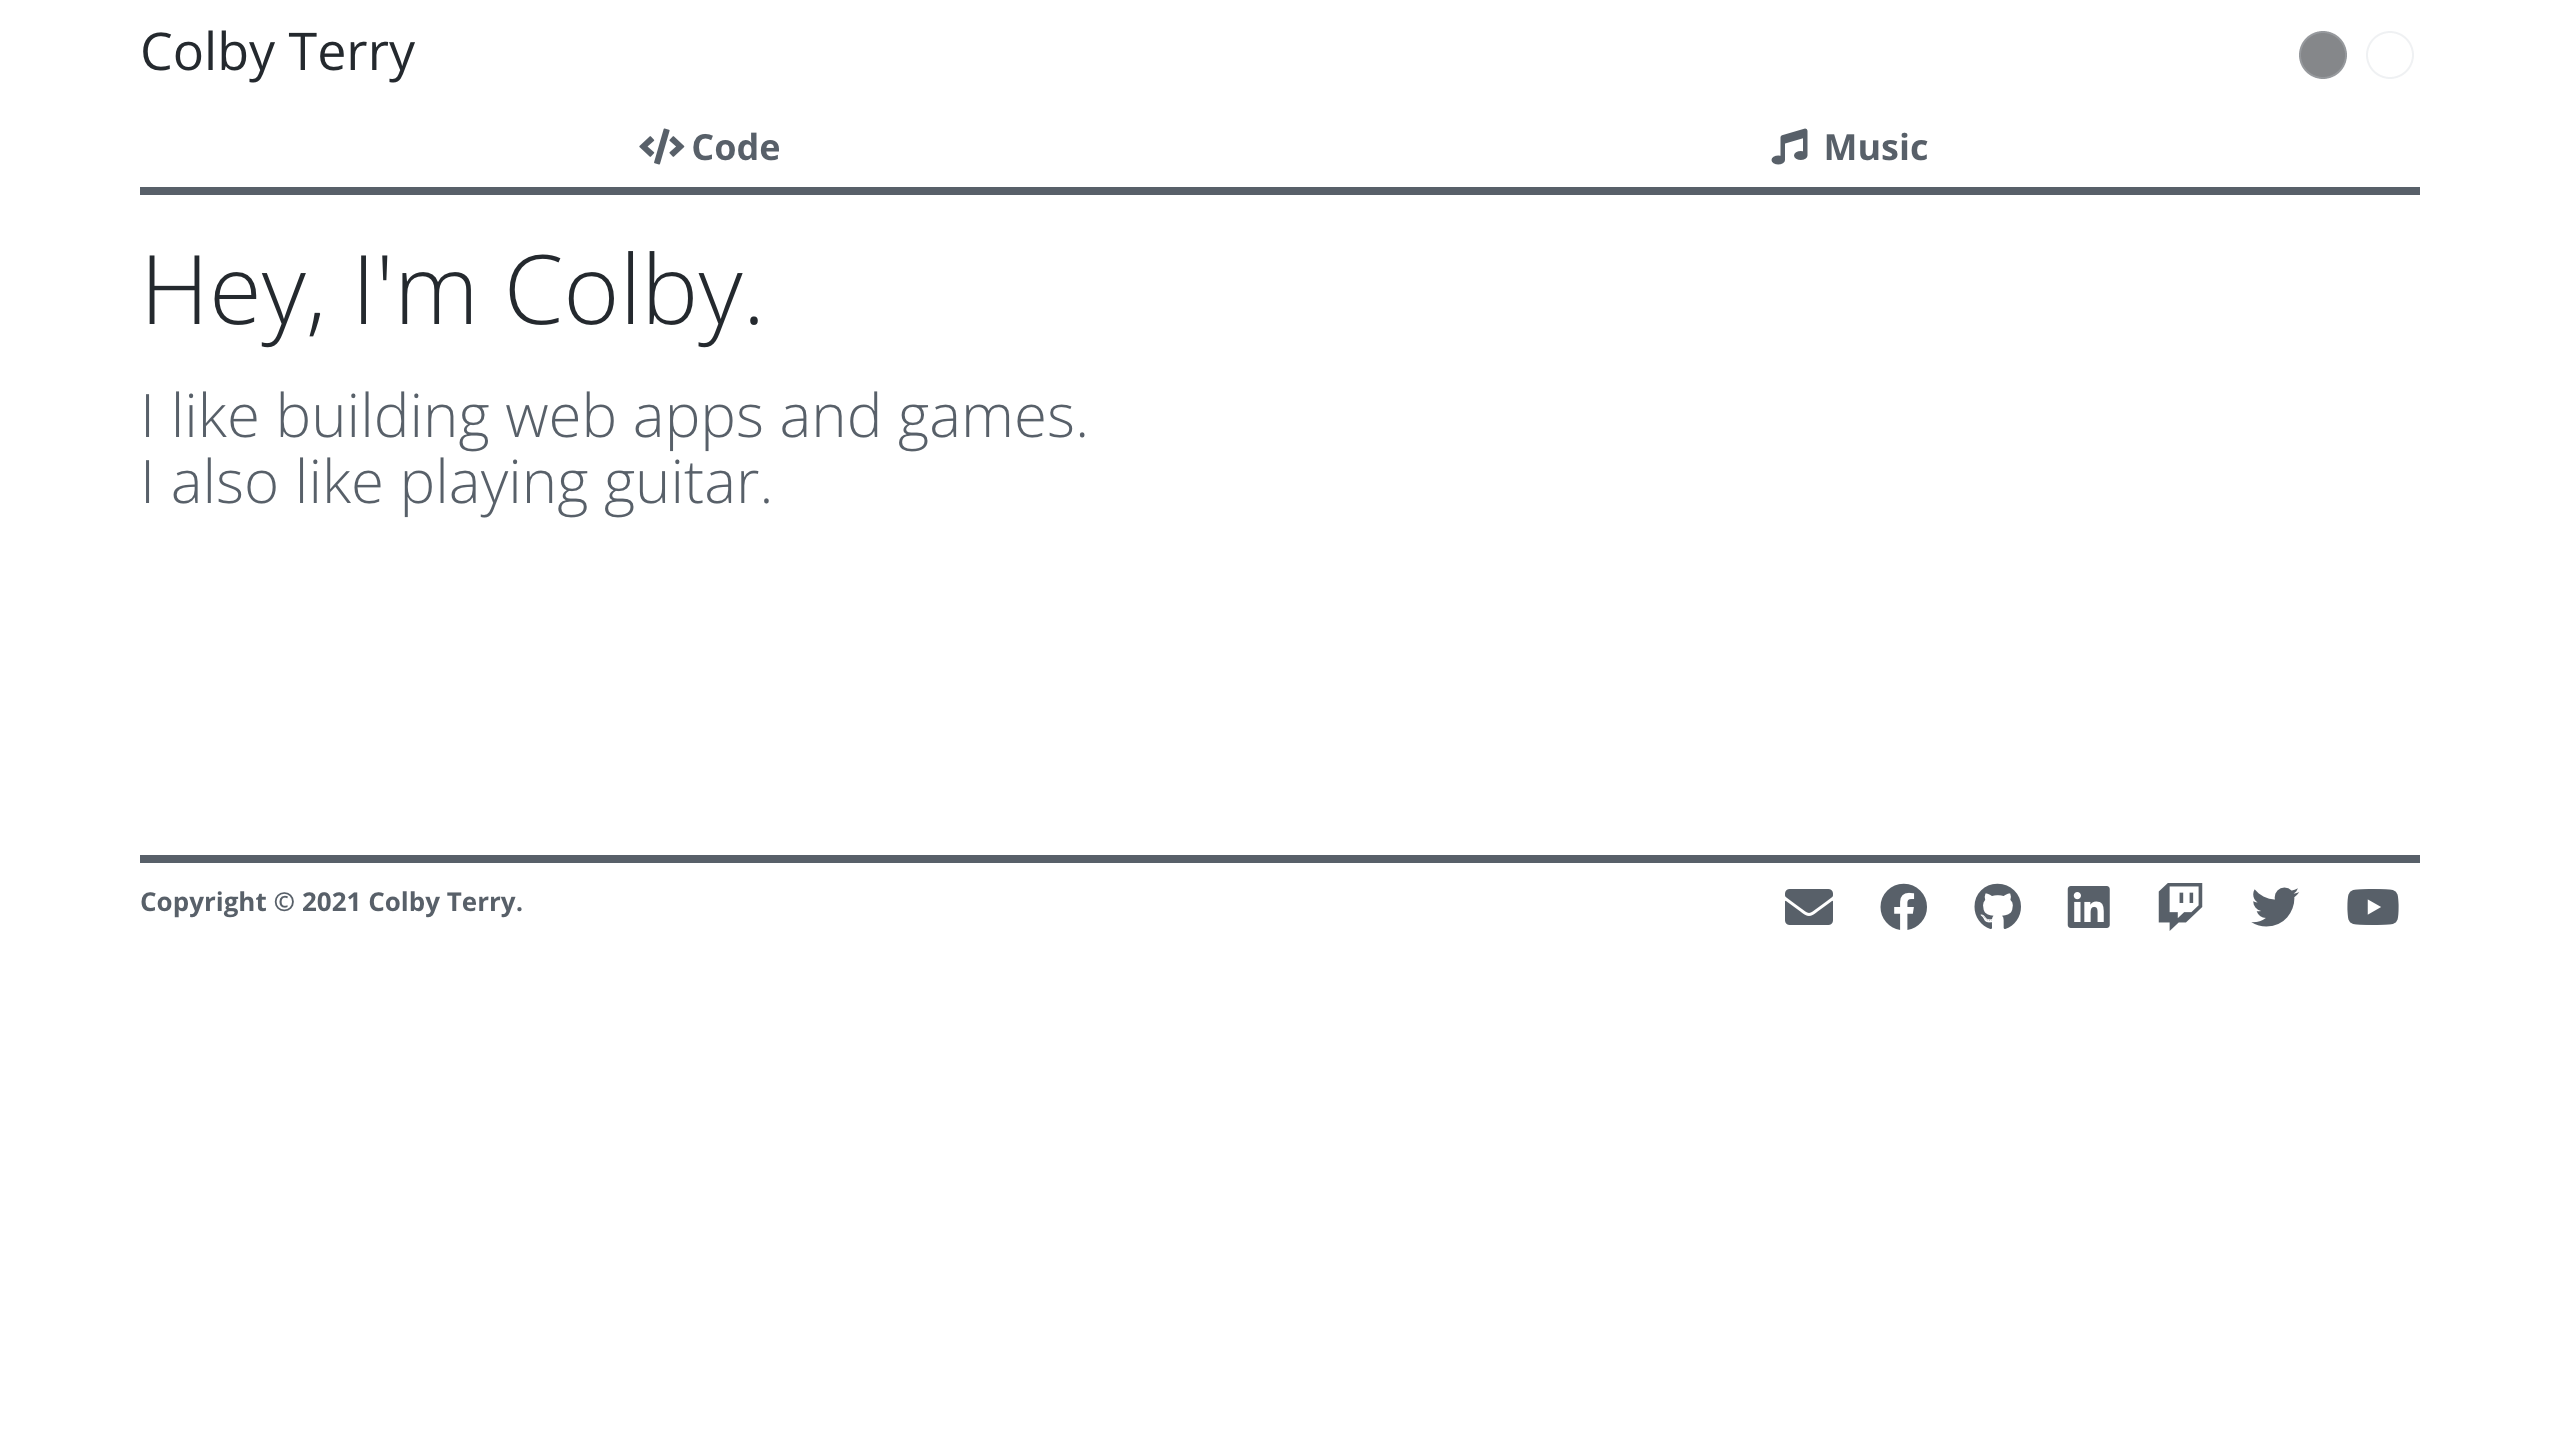 Colby Terry
Code
Music
Hey, I'm Colby.
I like building web apps and games.
I also like playing guitar.
Copyright © 2021 Colby Terry.